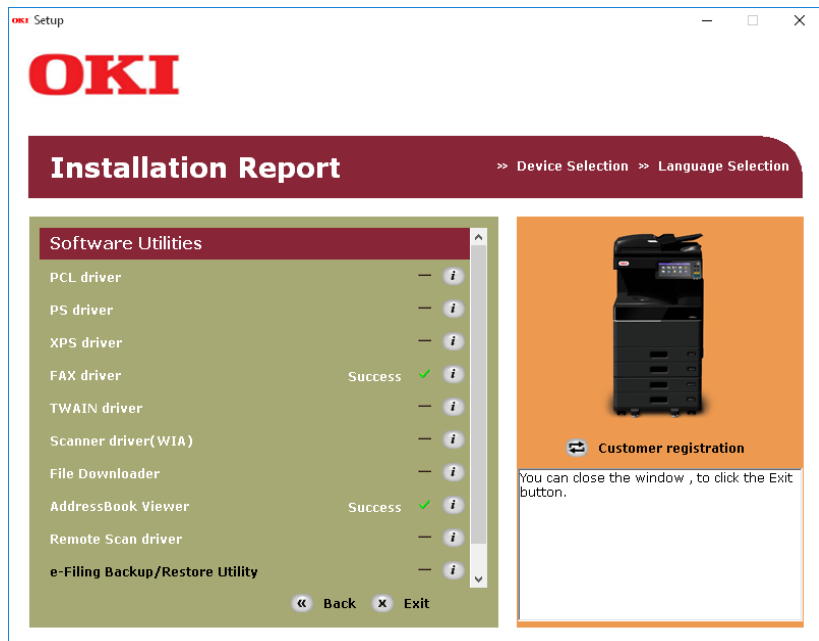 OKI Setup
OKI
Installation Report
» Device Selection » Language Selection
Software Utilities
PCL driver
PS driver
XPS driver
FAX driver Success
TWAIN driver
Scanner driver(WIA)
File Downloader
AddressBook Viewer Success
Remote Scan driver
e-Filing Backup/Restore Utility
« Back x Exit
Customer registration
You can close the window , to click the Exit
button.